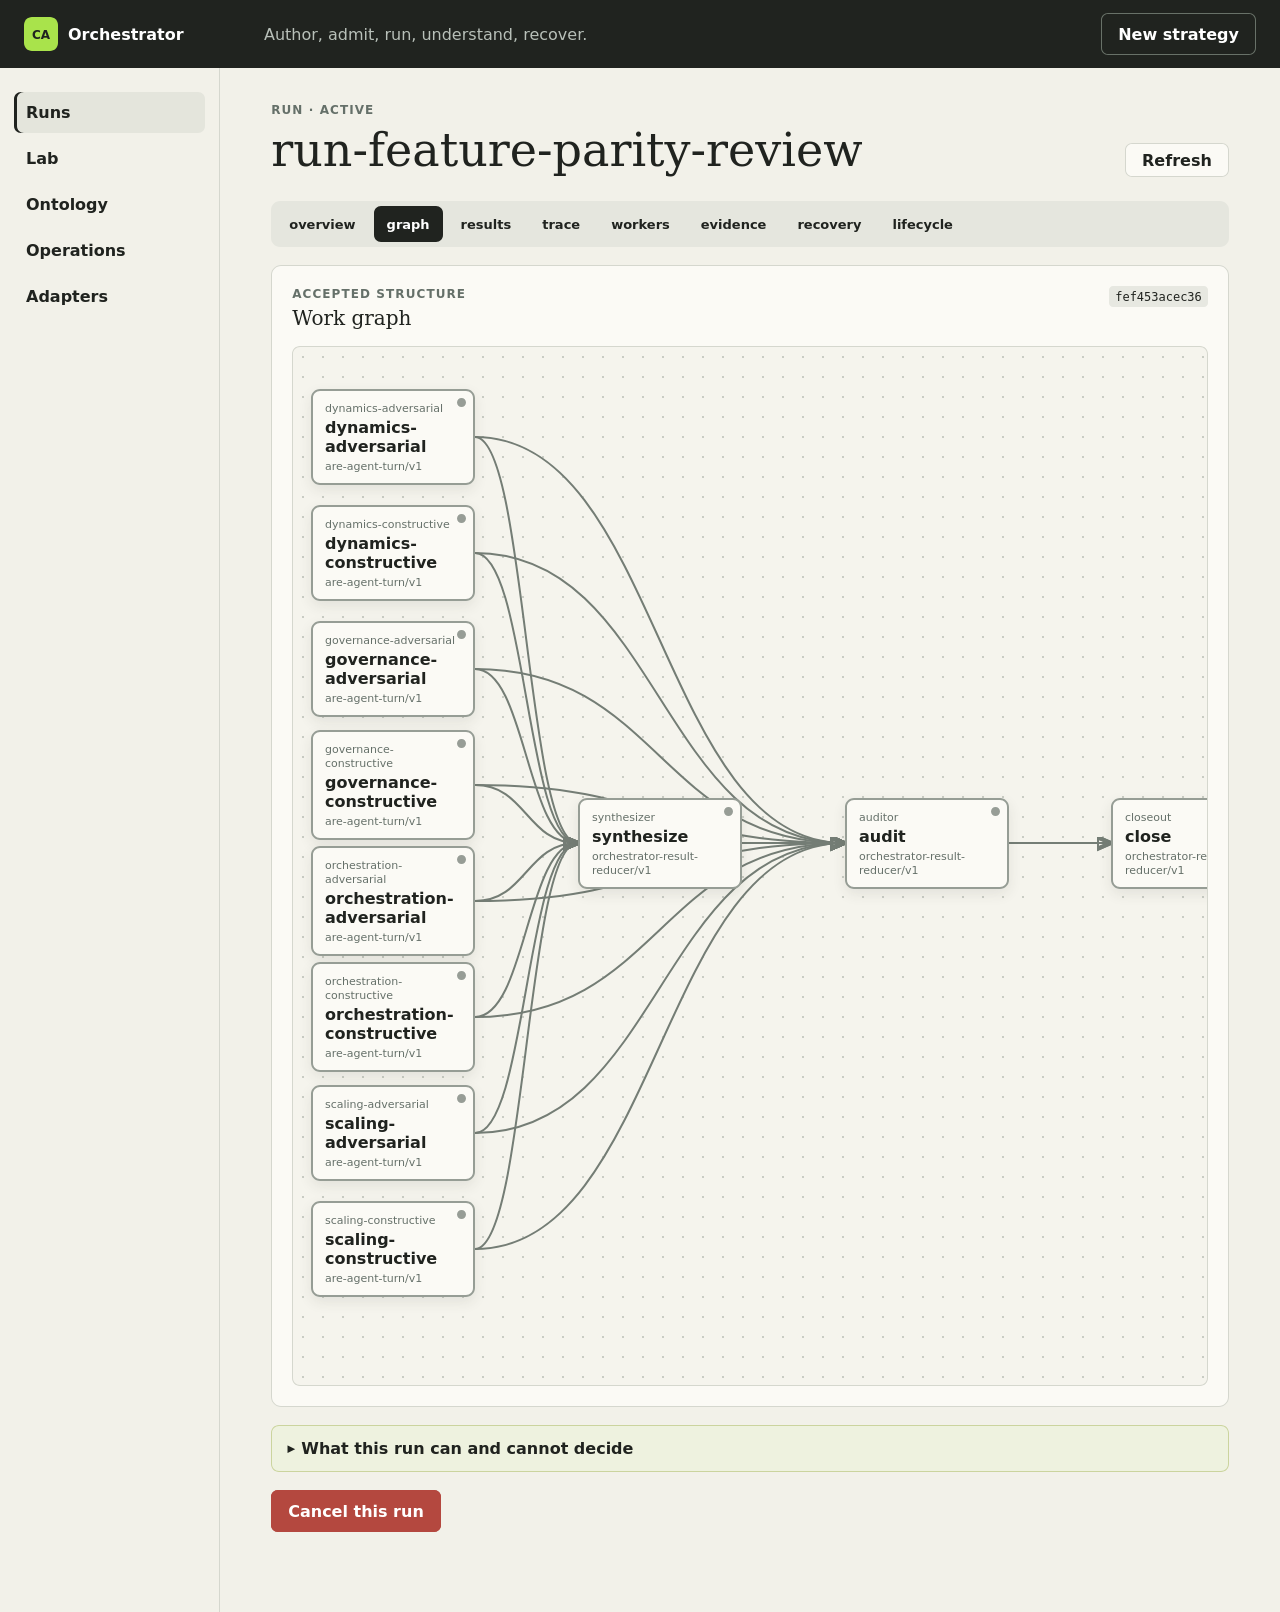 CA
Orchestrator
Author, admit, run, understand, recover.
New strategy
Runs
Lab
Ontology
Operations
Adapters
RUN · ACTIVE
run-feature-parity-review
Refresh
overview
graph
results
trace
workers
evidence
recovery
lifecycle
ACCEPTED STRUCTURE
Work graph
fef453acec36
dynamics-adversarial
dynamics-
adversarial
are-agent-turn/v1
dynamics-constructive
dynamics-
constructive
are-agent-turn/v1
governance-adversarial
governance-
adversarial
are-agent-turn/v1
governance-
constructive
governance-
constructive
are-agent-turn/v1
orchestration-
adversarial
orchestration-
adversarial
are-agent-turn/v1
orchestration-
constructive
orchestration-
constructive
are-agent-turn/v1
scaling-adversarial
scaling-
adversarial
are-agent-turn/v1
scaling-constructive
scaling-
constructive
are-agent-turn/v1
synthesizer
synthesize
orchestrator-result-
reducer/v1
auditor
audit
orchestrator-result-
reducer/v1
closeout
close
orchestrator-re
reducer/v1
What this run can and cannot decide
Cancel this run